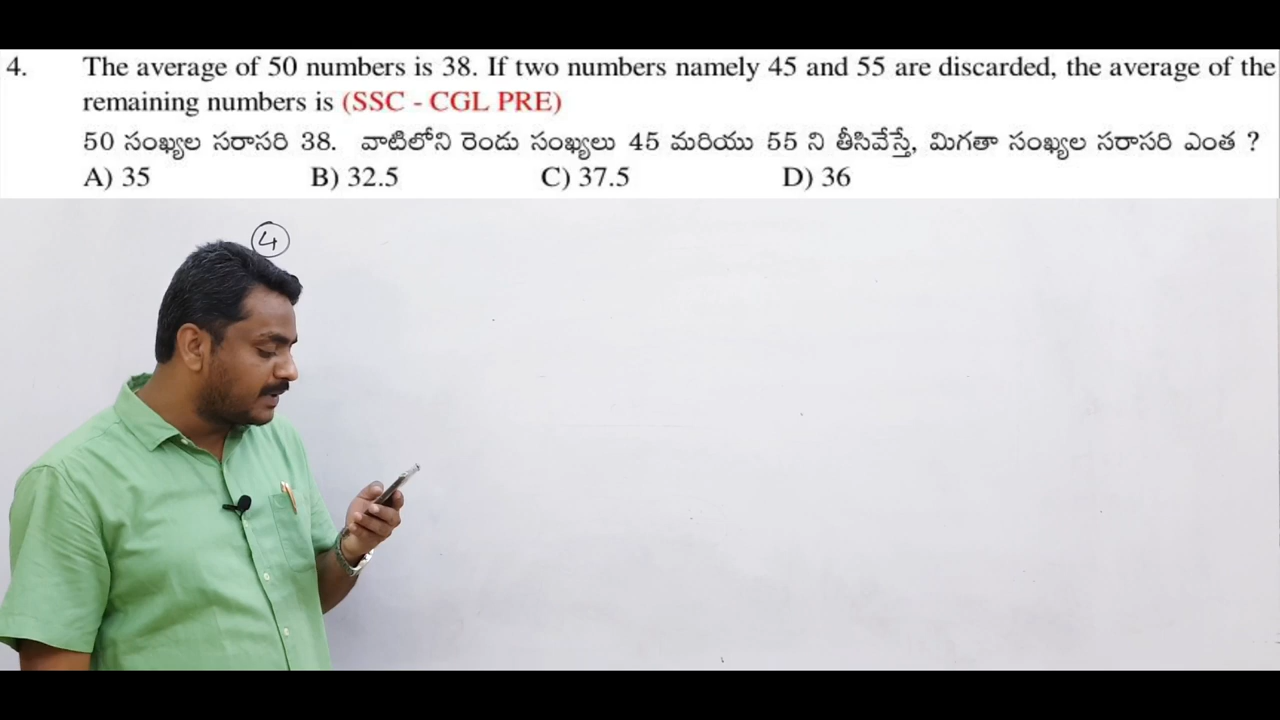 4. The average of 50 numbers is 38. If two numbers namely 45 and 55 are discarded, the average of the
remaining numbers is (SSC - CGL PRE)
50 సంఖ్యల సరాసరి 38. వాటిలోని రెండు సంఖ్యలు 45 మరియు 55 ని తీసివేస్తే, మిగతా సంఖ్యల సరాసరి ఎంత ?
A) 35 B) 32.5 C) 37.5 D) 36
4